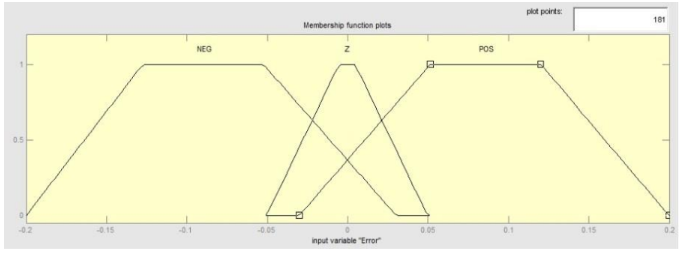 plot points:
181
Membership function plots
NEG Z POS
1
0.5
0
-0.2 -0.15 -0.1 -0.05 0 0.05 0.1 0.15 0.2
input variable "Error"